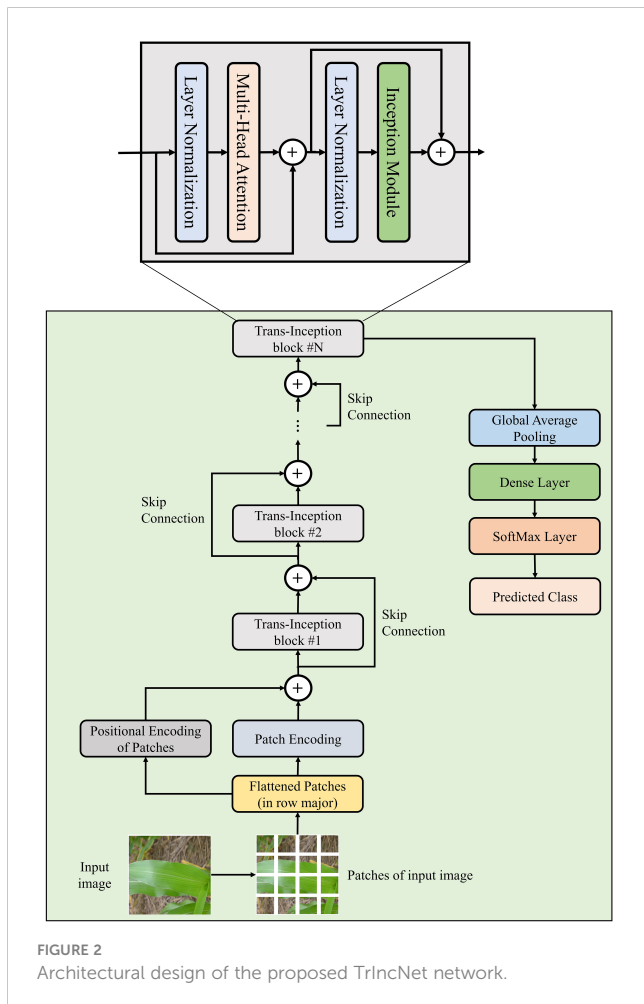 Layer Normalization
Multi-Head Attention
+
Layer Normalization
Inception Module
+
Trans-Inception
block #N
+
Skip
Connection
...
Global Average
Pooling
+
Dense Layer
Skip
Connection
Trans-Inception
block #2
SoftMax Layer
+
Predicted Class
Trans-Inception
block #1
Skip
Connection
+
Positional Encoding
of Patches
Patch Encoding
Flattened Patches
(in row major)
Input
image
Patches of input image
FIGURE 2
Architectural design of the proposed TrIncNet network.